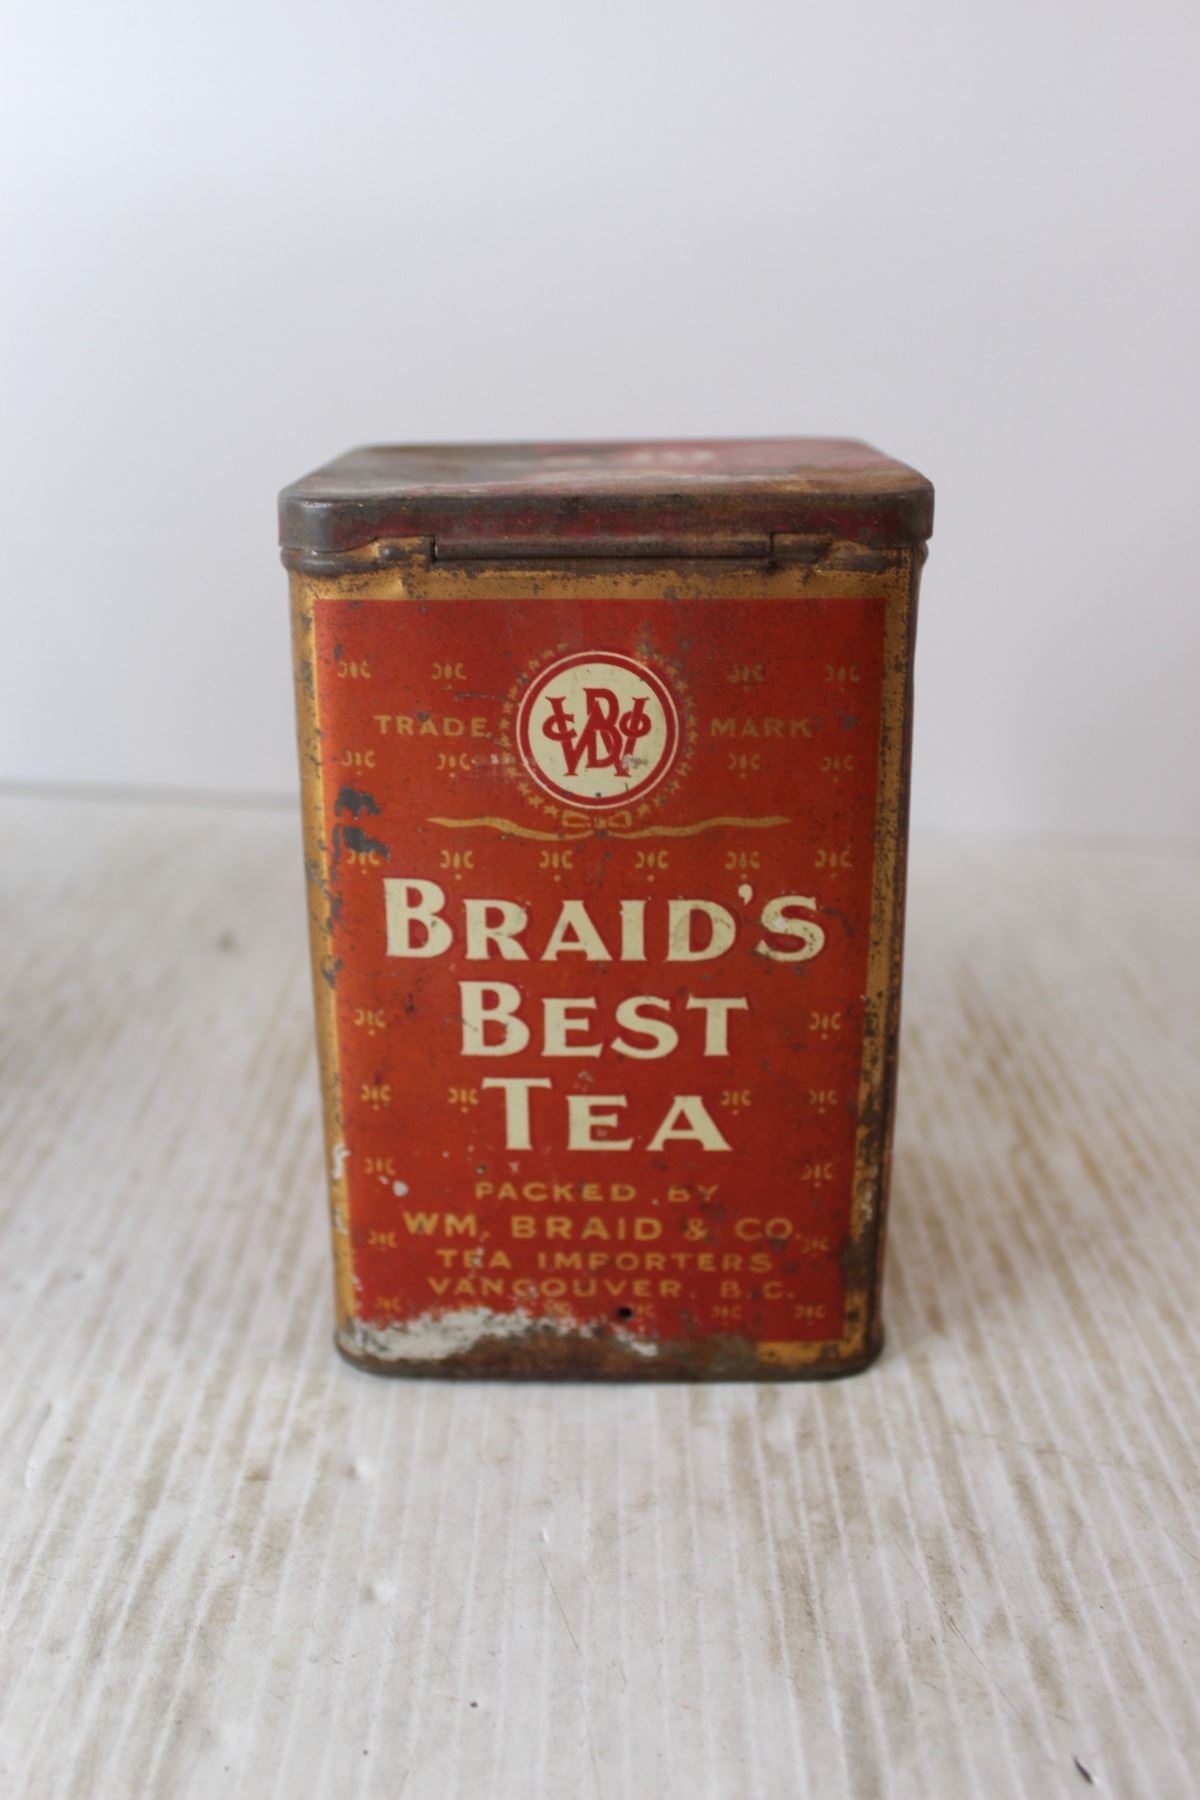 TRADE MARK
BRAID'S
BEST
TEA
PACKED BY
WM. BRAID & CO.
TEA IMPORTERS
VANCOUVER, B.C.